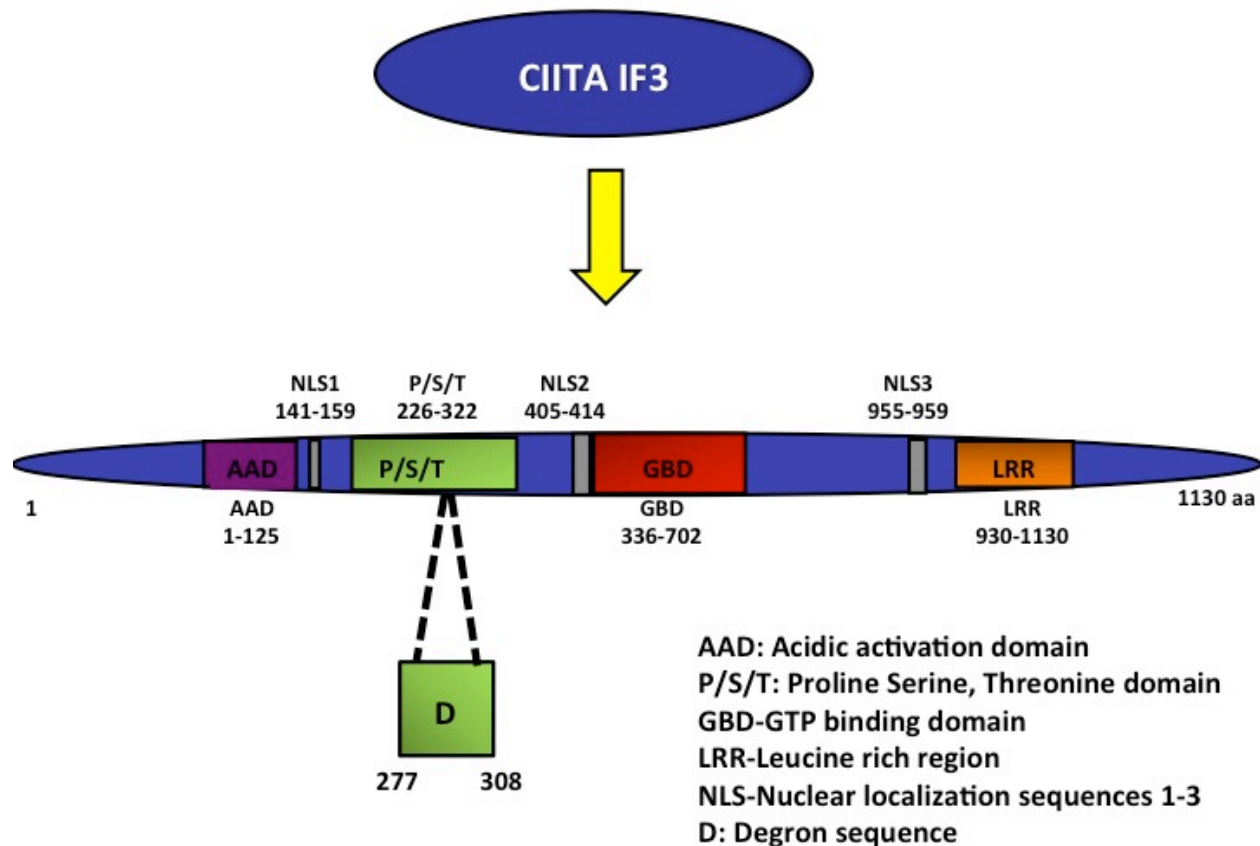 CIITA IF3
NLS1 P/S/T NLS2 NLS3
141-159 226-322 405-414 955-959
AAD P/S/T GBD LRR
1 AAD GBD LRR 1130 aa
1-125 336-702 930-1130
D
277 308
AAD: Acidic activation domain
P/S/T: Proline Serine, Threonine domain
GBD-GTP binding domain
LRR-Leucine rich region
NLS-Nuclear localization sequences 1-3
D: Degron sequence